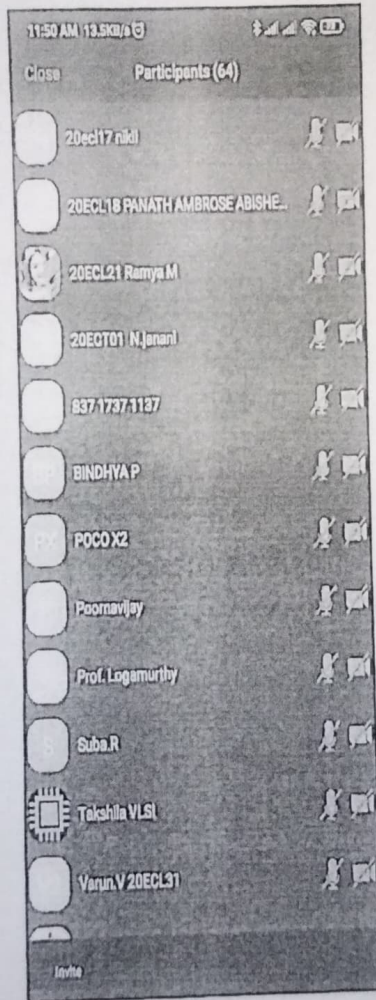 11:50 AM 13.5KB/s
Close Participants (64)
20ecl17 nikil
20ECL18 PANATH AMBROSE ABISHE...
20ECL21 Ramya M
20ECT01 N.Janani
837 1737 1137
BINDHYA P
PX POCO X2
Poornavijay
Prof. Logamurthy
S Suba.R
Takshila VLSI
Varun.V 20ECL31
Invite